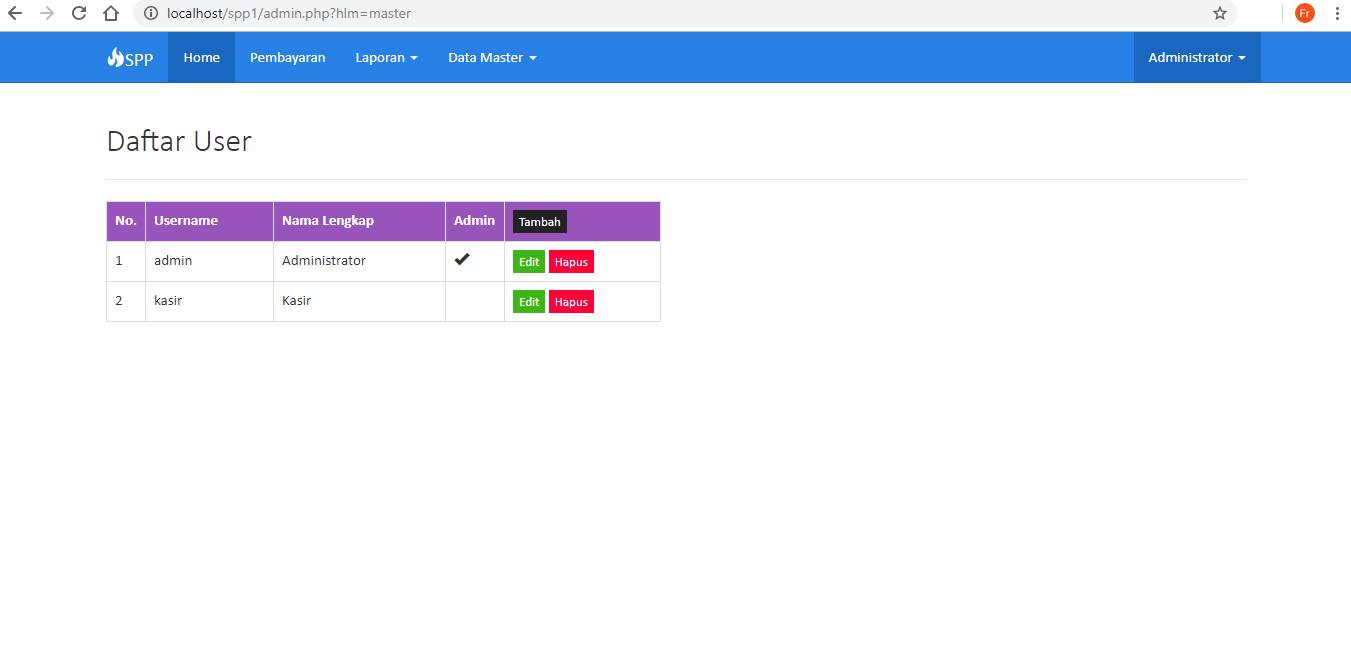 localhost/spp1/admin.php?hlm=master
Fr
SPP Home Pembayaran Laporan Data Master Administrator
Daftar User
No. Username Nama Lengkap Admin Tambah
1 admin Administrator ✔ Edit Hapus
2 kasir Kasir Edit Hapus